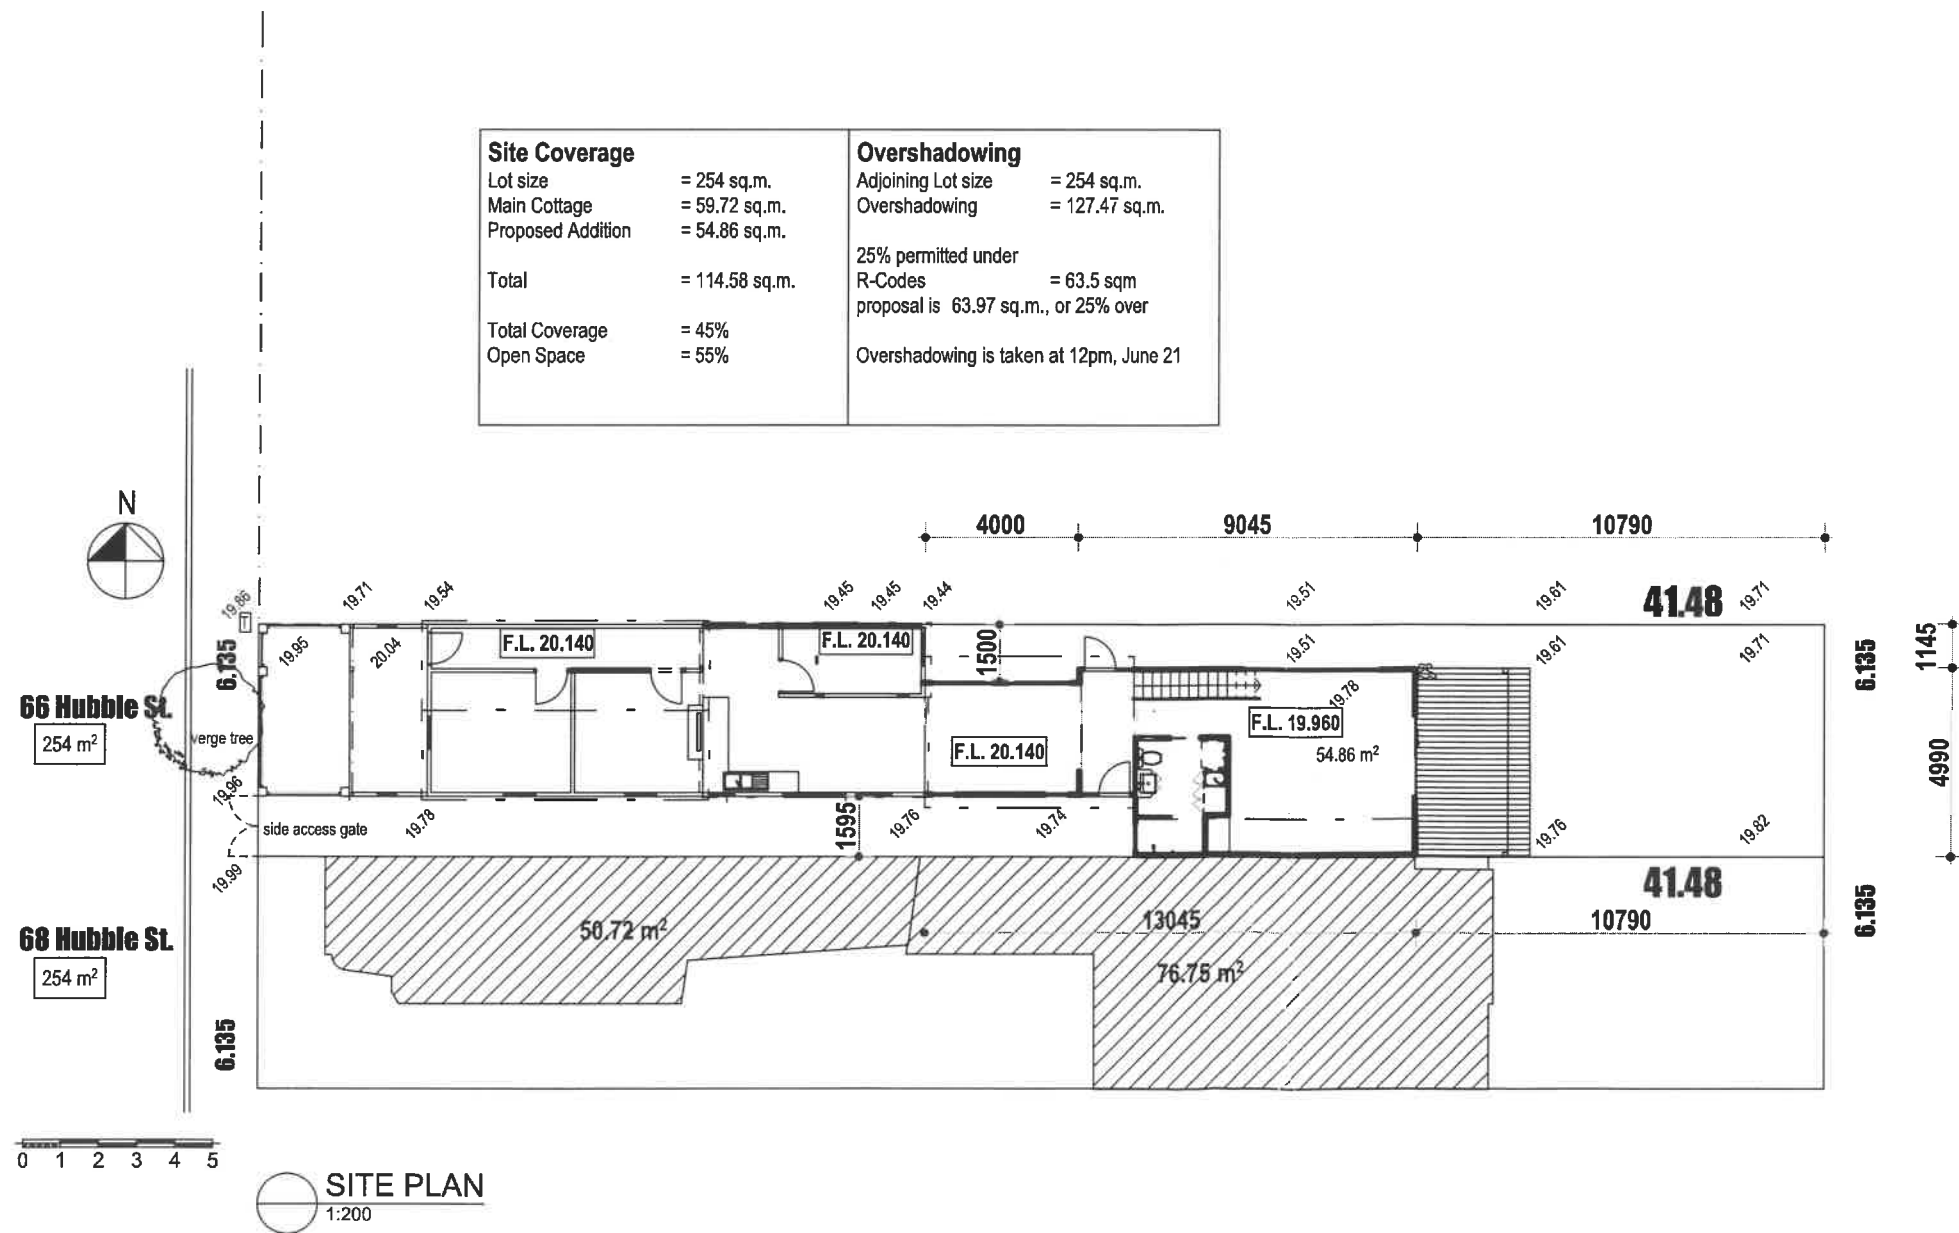 Site Coverage
Lot size = 254 sq.m.
Main Cottage = 59.72 sq.m.
Proposed Addition = 54.86 sq.m.
Total = 114.58 sq.m.
Total Coverage = 45%
Open Space = 55%
Overshadowing
Adjoining Lot size = 254 sq.m.
Overshadowing = 127.47 sq.m.
25% permitted under
R-Codes = 63.5 sqm
proposal is 63.97 sq.m., or 25% over
Overshadowing is taken at 12pm, June 21
N
4000 9045 10790
19.86 19.71 19.54 19.45 19.45 19.44 19.51 19.61 41.48 19.71
T
6.135 19.95 20.04 F.L. 20.140 F.L. 20.140 1500 19.51 19.61 19.71 6.135 1145
66 Hubble St.
254 m²
verge tree
19.78
F.L. 19.960
F.L. 20.140
54.86 m²
4990
19.96
side access gate
19.78 1595 19.76 19.74 19.76 19.82
19.99
41.48
68 Hubble St.
254 m²
50.72 m²
13045
10790
6.135
76.75 m²
6.135
0 1 2 3 4 5
SITE PLAN
1:200